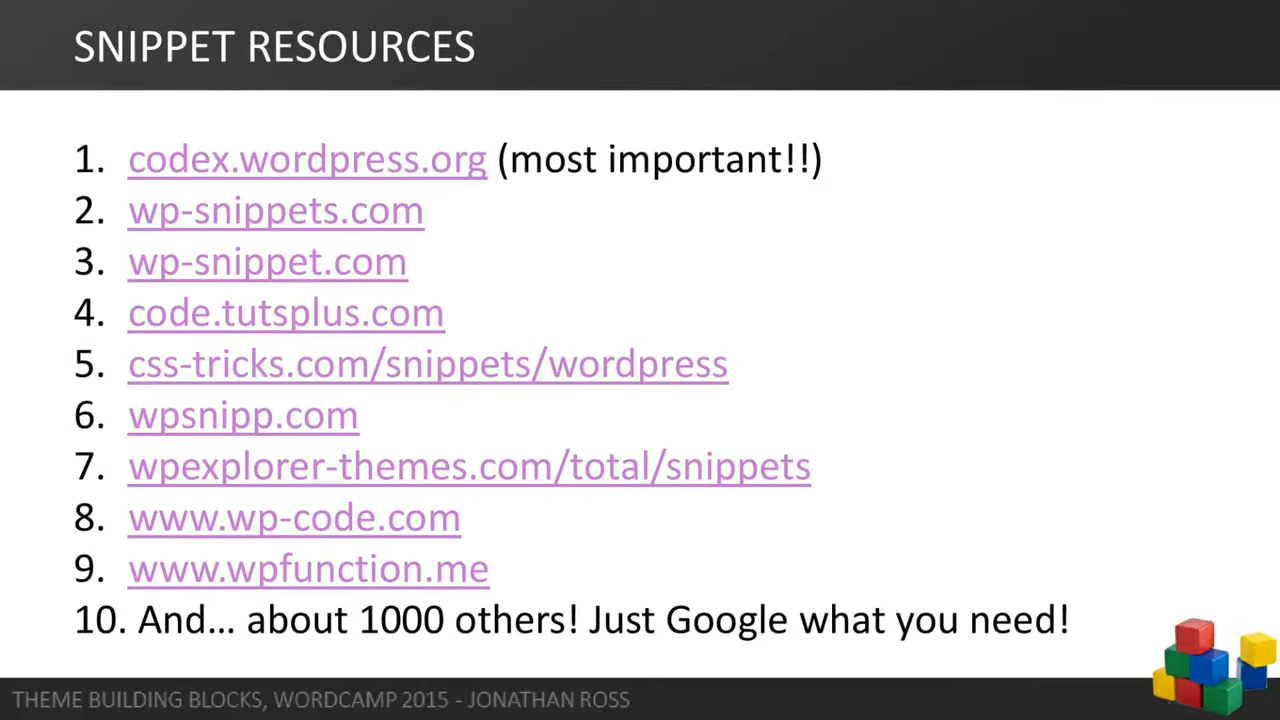 SNIPPET RESOURCES
1. codex.wordpress.org (most important!!)
2. wp-snippets.com
3. wp-snippet.com
4. code.tutsplus.com
5. css-tricks.com/snippets/wordpress
6. wpsnipp.com
7. wpexplorer-themes.com/total/snippets
8. www.wp-code.com
9. www.wpfunction.me
10. And... about 1000 others! Just Google what you need!
THEME BUILDING BLOCKS, WORDCAMP 2015 - JONATHAN ROSS